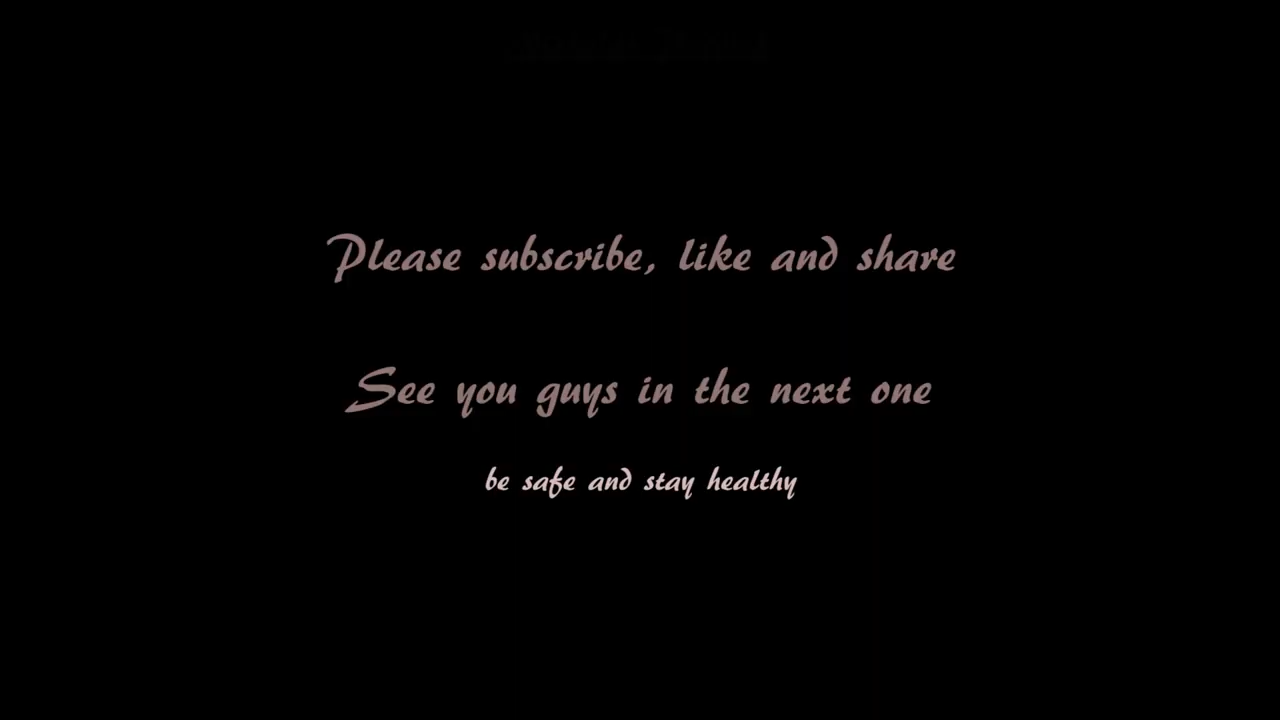 Please subscribe, like and share
See you guys in the next one
be safe and stay healthy